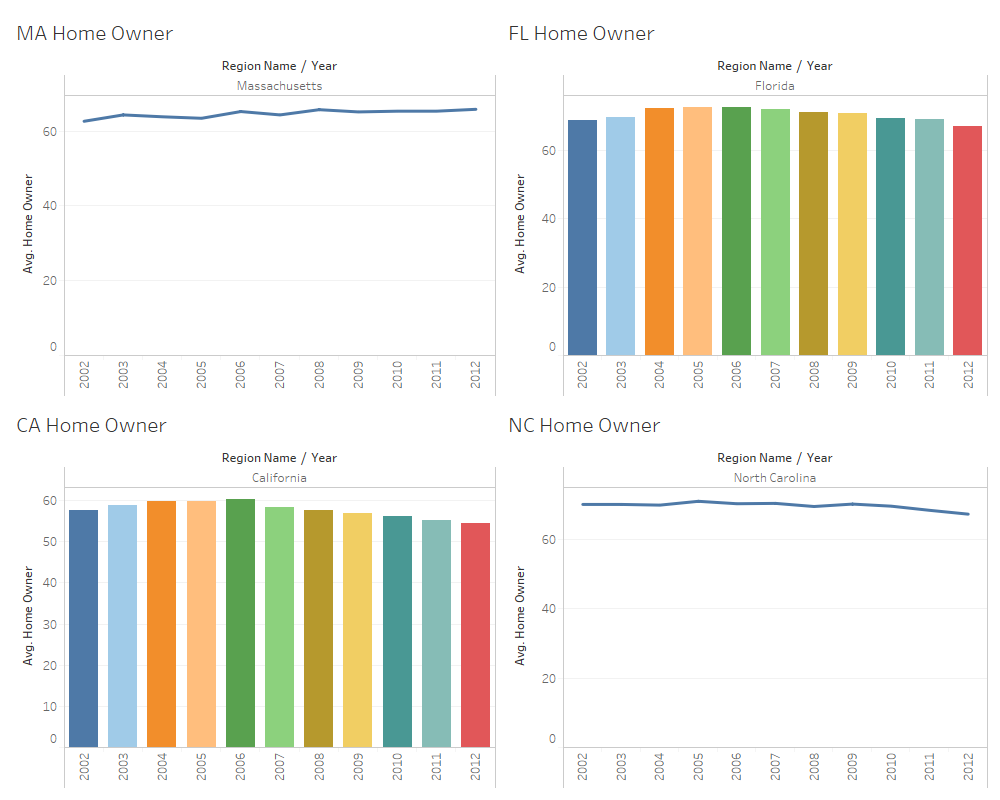 MA Home Owner
Region Name / Year
Massachusetts
Avg. Home Owner
60
40
20
0
2002 2003 2004 2005 2006 2007 2008 2009 2010 2011 2012
FL Home Owner
Region Name / Year
Florida
Avg. Home Owner
60
40
20
0
2002 2003 2004 2005 2006 2007 2008 2009 2010 2011 2012
CA Home Owner
Region Name / Year
California
Avg. Home Owner
60
50
40
30
20
10
0
2002 2003 2004 2005 2006 2007 2008 2009 2010 2011 2012
NC Home Owner
Region Name / Year
North Carolina
Avg. Home Owner
60
40
20
0
2002 2003 2004 2005 2006 2007 2008 2009 2010 2011 2012